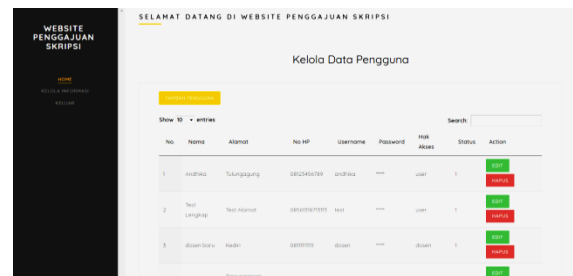 WEBSITE
PENGGAJUAN
SKRIPSI
HOME
KELOLA INFORMASI
KELUAR
SELAMAT DATANG DI WEBSITE PENGGAJUAN SKRIPSI
Kelola Data Pengguna
TAMBAH PENGGUNA
Show 10 entries
Search:
No. Nama Alamat No HP Username Password Hak Akses Status Action
1 Andhika Tulungagung 08123456789 andhika **** user 1 EDIT HAPUS
2 Test Lengkap Test Alamat test **** user 1 EDIT HAPUS
3 dosen baru Kediri dosen **** dosen 1 EDIT HAPUS
EDIT